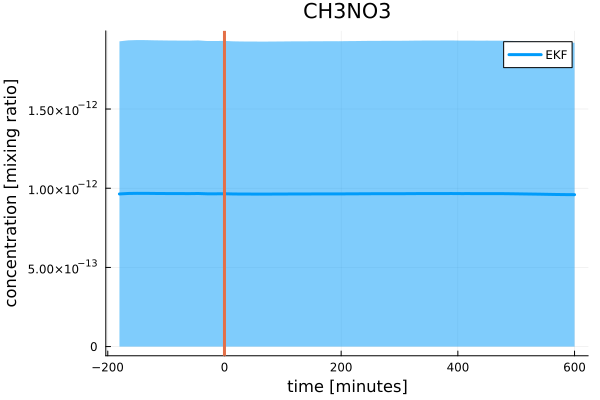 CH3NO3
EKF
concentration [mixing ratio]
1.50×10⁻¹²
1.00×10⁻¹²
5.00×10⁻¹³
0
−200 0 200 400 600
time [minutes]